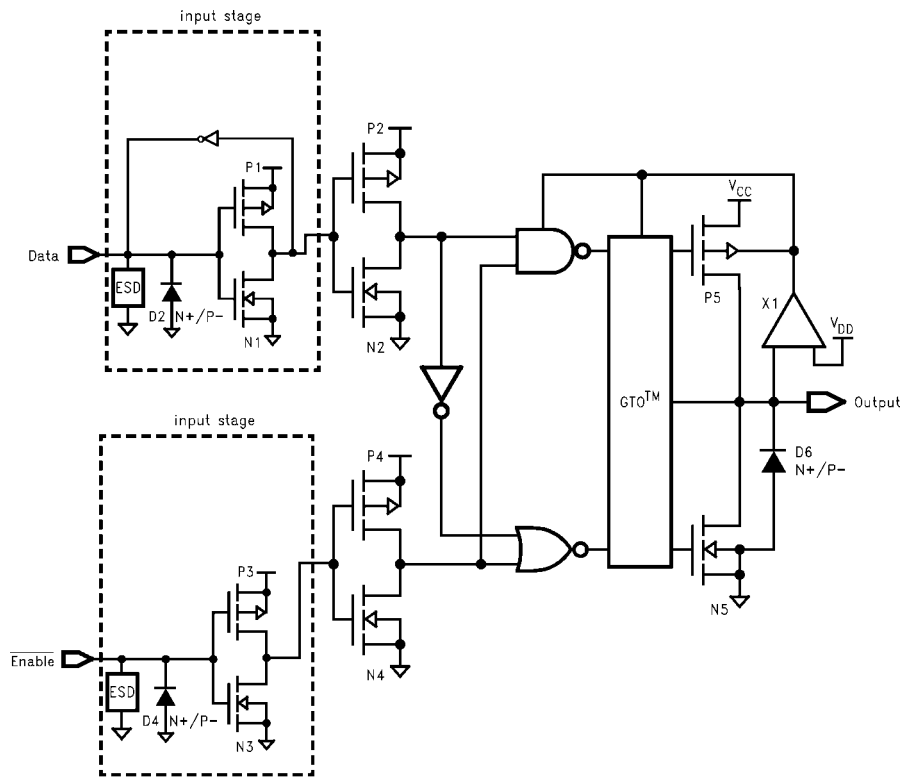 input stage
P2
P1
V_CC
Data
ESD
D2 N+/P-
N1
N2
P5
X1
V_DD
GTO™
Output
input stage
P4
D6
N+/P-
P3
N5
Enable
ESD
D4 N+/P-
N3
N4